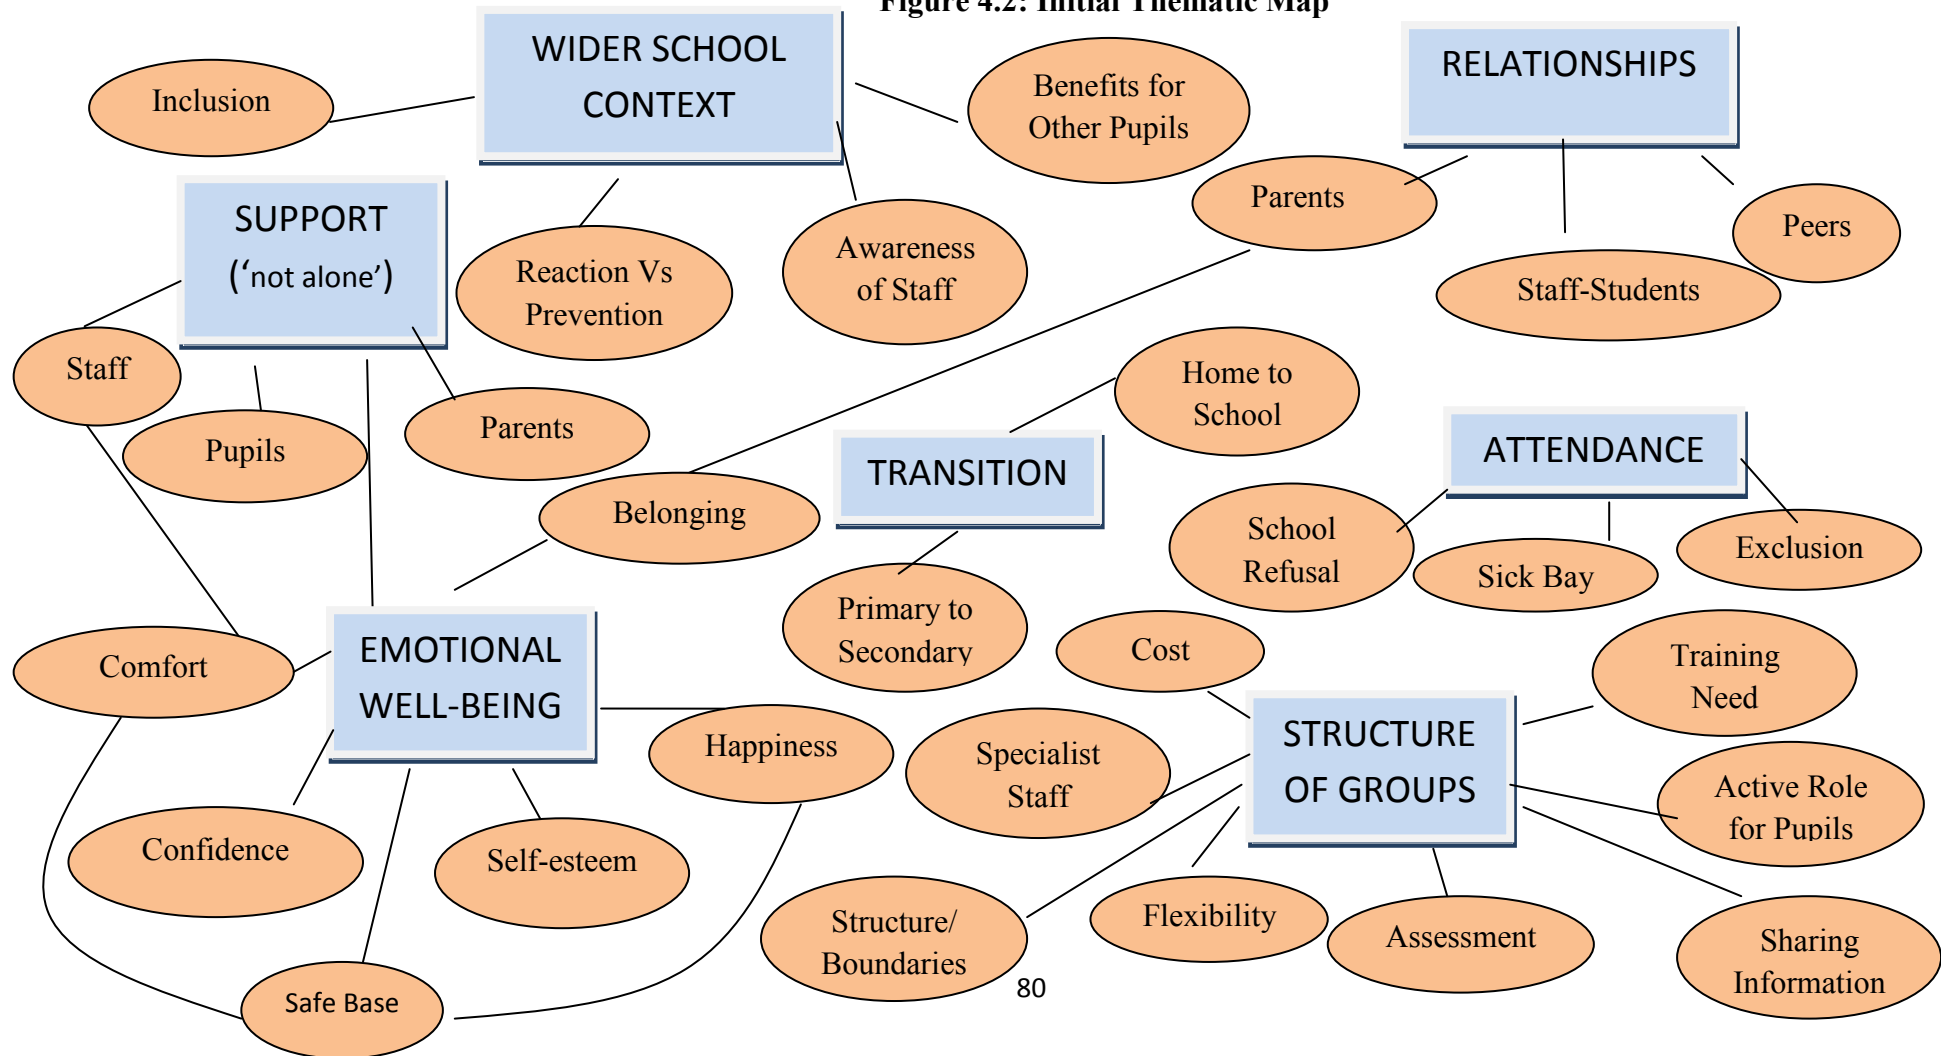 Figure 4.2: Initial Thematic Map
WIDER SCHOOL
CONTEXT
RELATIONSHIPS
Inclusion
Benefits for
Other Pupils
Parents
Peers
SUPPORT
(‘not alone’)
Reaction Vs
Prevention
Awareness
of Staff
Staff-Students
Staff
Pupils
Parents
Home to
School
Belonging
TRANSITION
ATTENDANCE
School
Refusal
Sick Bay
Exclusion
Primary to
Secondary
Comfort
EMOTIONAL
WELL-BEING
Happiness
Cost
Training
Need
Specialist
Staff
STRUCTURE
OF GROUPS
Active Role
for Pupils
Confidence
Self-esteem
Structure/
Boundaries
Flexibility
Assessment
Sharing
Information
Safe Base
80